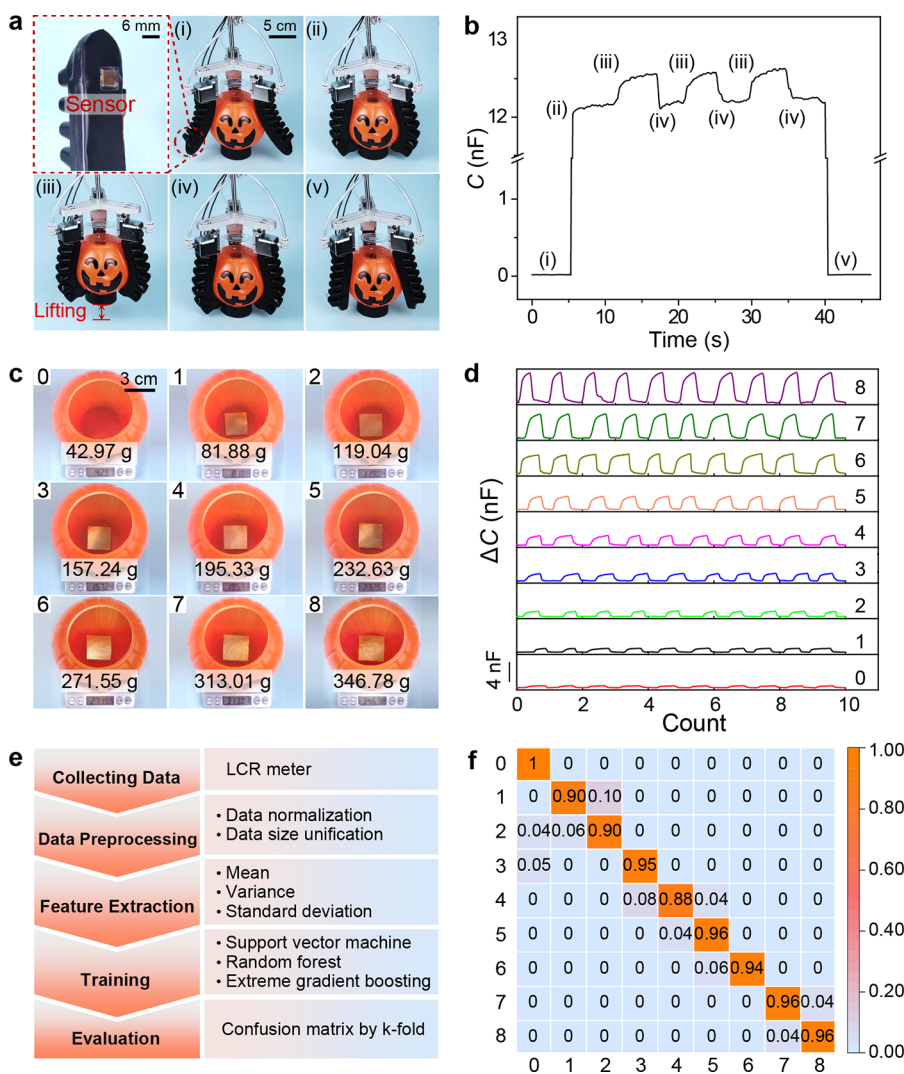 a
6 mm
(i)
5 cm
(ii)
Sensor
(iii)
(iv)
(v)
Lifting
b
13
12
1
0
C (nF)
(i)
(ii)
(iii)
(iii)
(iii)
(iv)
(iv)
(iv)
(v)
0 10 20 30 40
Time (s)
c
0
3 cm
1
2
42.97 g
81.88 g
119.04 g
3
4
5
157.24 g
195.33 g
232.63 g
6
7
8
271.55 g
313.01 g
346.78 g
d
ΔC (nF)
8
7
6
5
4
3
2
1
0
4 nF
0 2 4 6 8 10
Count
e
Collecting Data
LCR meter
Data Preprocessing
• Data normalization
• Data size unification
Feature Extraction
• Mean
• Variance
• Standard deviation
Training
• Support vector machine
• Random forest
• Extreme gradient boosting
Evaluation
Confusion matrix by k-fold
f
0 1 0 0 0 0 0 0 0 0
1 0 0.90 0.10 0 0 0 0 0 0
2 0.04 0.06 0.90 0 0 0 0 0 0
3 0.05 0 0 0.95 0 0 0 0 0
4 0 0 0 0.08 0.88 0.04 0 0 0
5 0 0 0 0 0.04 0.96 0 0 0
6 0 0 0 0 0 0.06 0.94 0 0
7 0 0 0 0 0 0 0 0.96 0.04
8 0 0 0 0 0 0 0 0.04 0.96
0 1 2 3 4 5 6 7 8
1.00
0.80
0.60
0.40
0.20
0.00